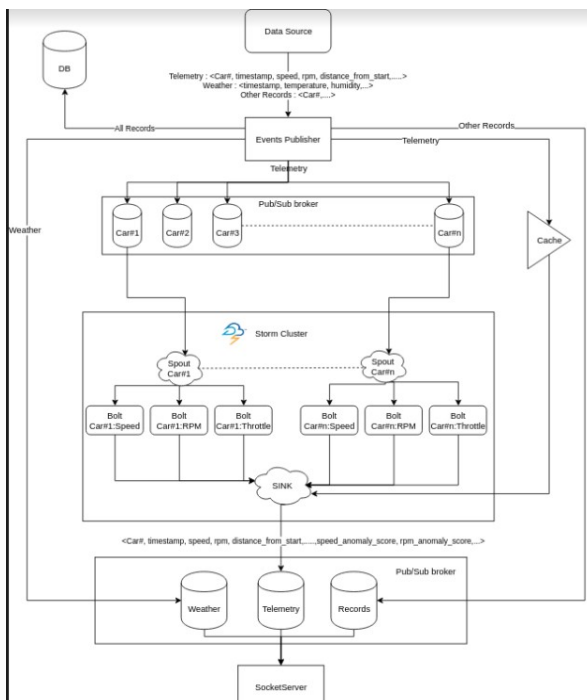 Data Source
DB
Telemetry : <Car#, timestamp, speed, rpm, distance_from_start,.....>
Weather : <timestamp, temperature, humidity,...>
Other Records : <Car#,....>
All Records
Events Publisher
Other Records
Telemetry
Telemetry
Pub/Sub broker
Weather
Car#1
Car#2
Car#3
Car#n
Cache
Storm Cluster
Spout
Car#1
Spout
Car#n
Bolt
Car#1:Speed
Bolt
Car#1:RPM
Bolt
Car#1:Throttle
Bolt
Car#n:Speed
Bolt
Car#n:RPM
Bolt
Car#n:Throttle
SINK
<Car#, timestamp, speed, rpm, distance_from_start,.....,speed_anomaly_score, rpm_anomaly_score,...>
Pub/Sub broker
Weather
Telemetry
Records
SocketServer